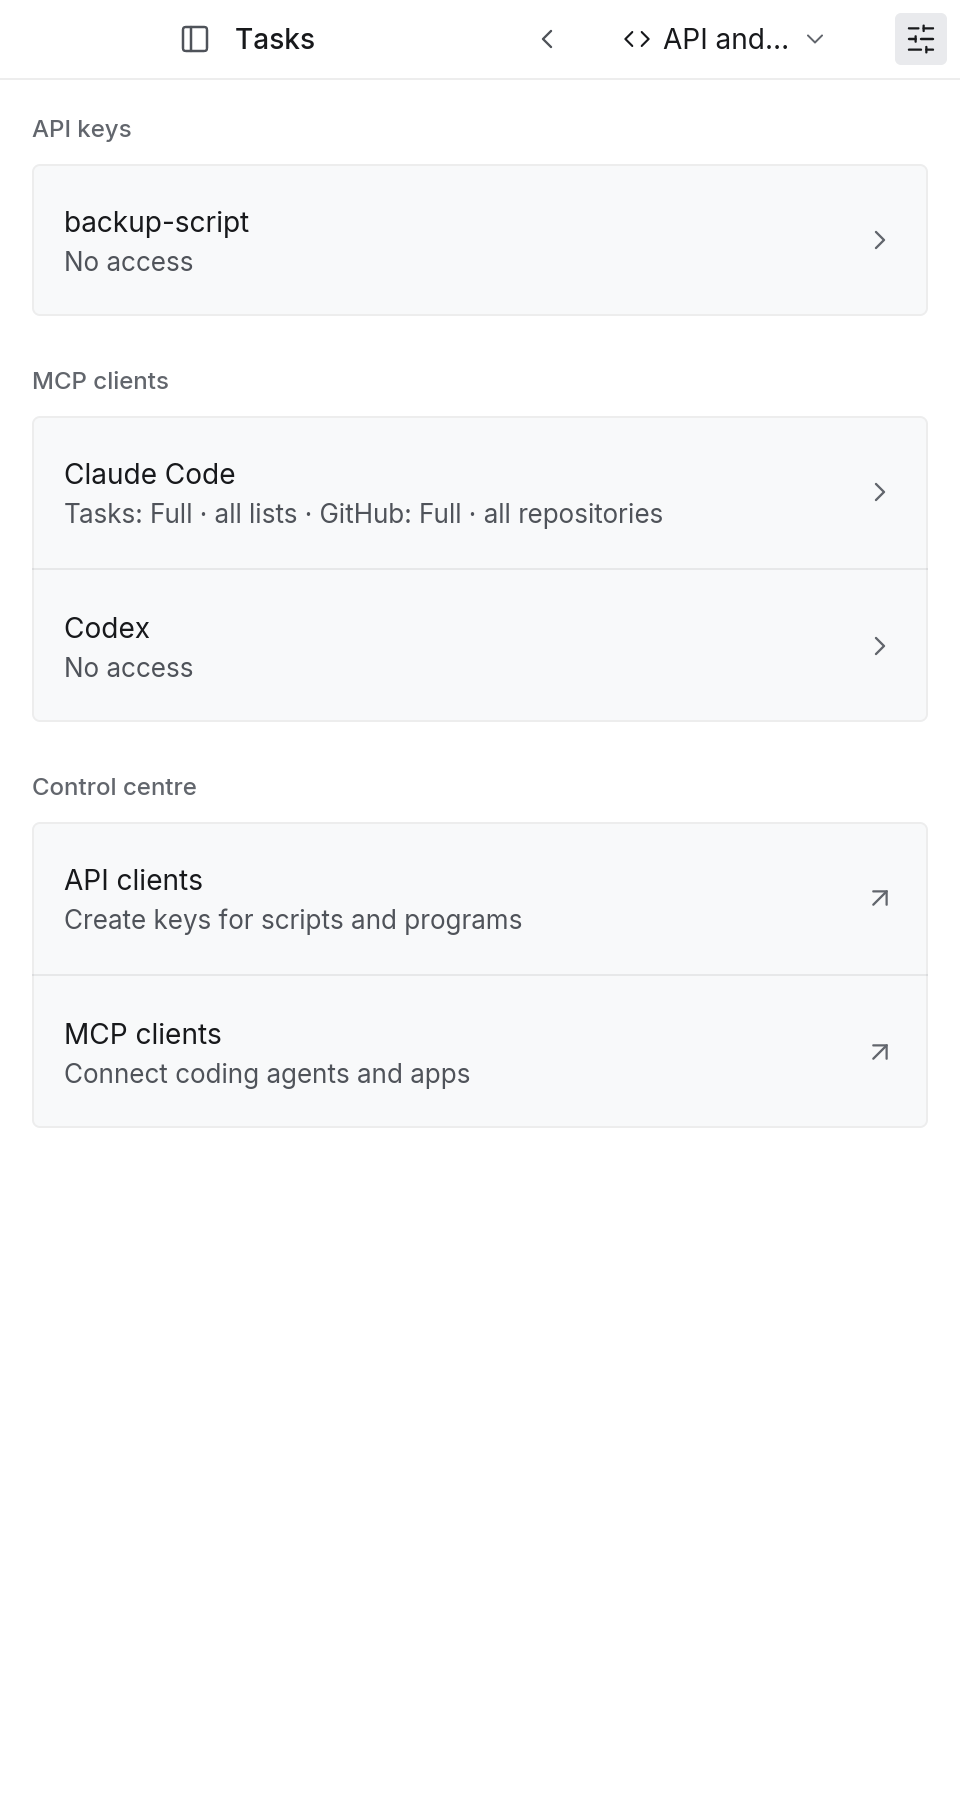 Tasks
API and...
API keys
backup-script
No access
MCP clients
Claude Code
Tasks: Full · all lists · GitHub: Full · all repositories
Codex
No access
Control centre
API clients
Create keys for scripts and programs
MCP clients
Connect coding agents and apps